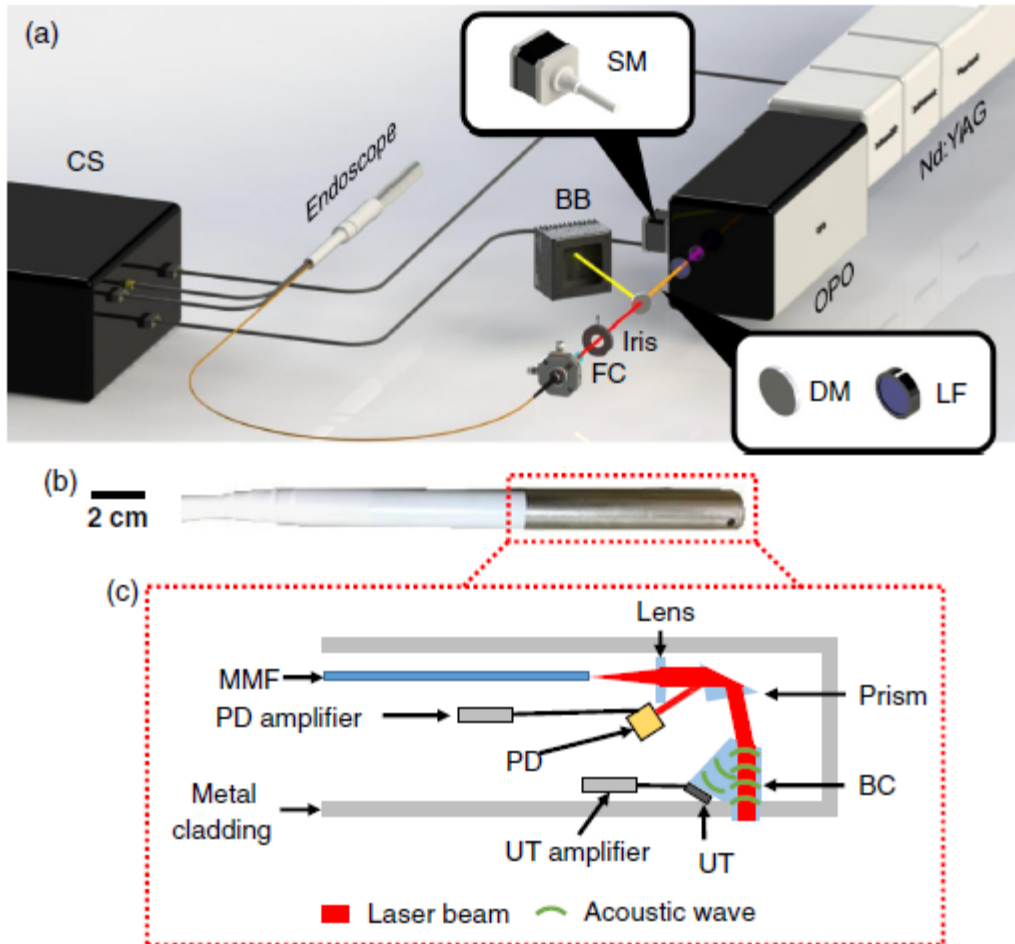 (a)
SM
CS
Endoscope
BB
Nd:YAG
OPO
Iris
FC
DM
LF
(b)
2 cm
(c)
Lens
MMF
Prism
PD amplifier
PD
BC
Metal
cladding
UT amplifier
UT
Laser beam
Acoustic wave